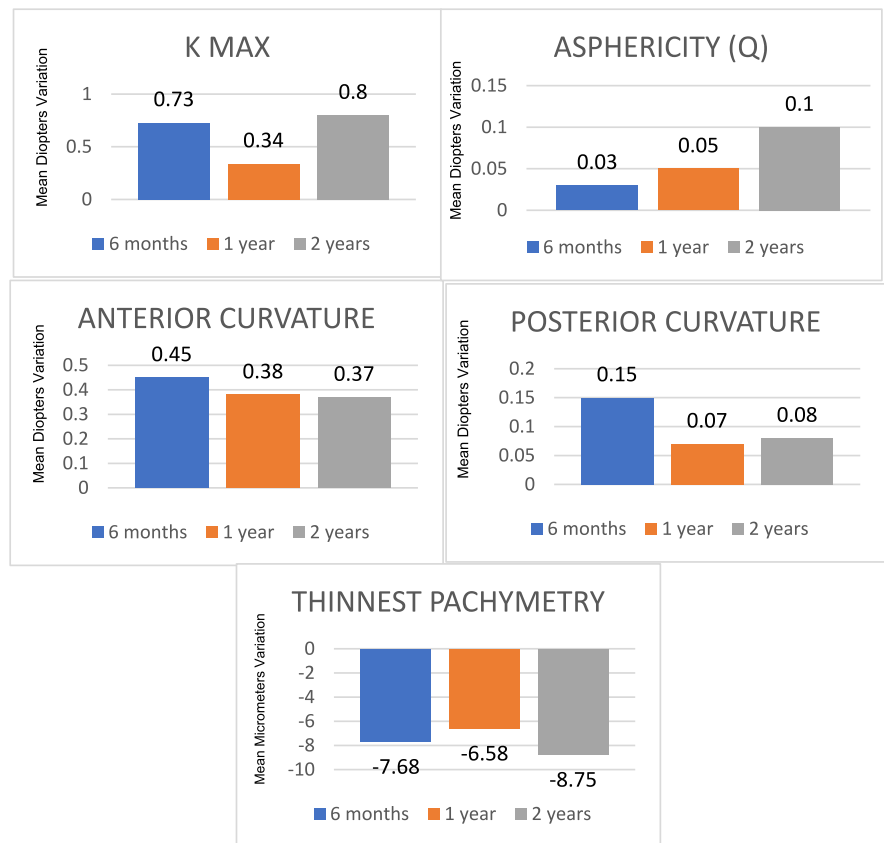 K MAX
Mean Diopters Variation
1
0.5
0
0.73
0.34
0.8
6 months 1 year 2 years
ASPHERICITY (Q)
Mean Diopters Variation
0.15
0.1
0.05
0
0.03
0.05
0.1
6 months 1 year 2 years
ANTERIOR CURVATURE
Mean Diopters Variation
0.5
0.4
0.3
0.2
0.1
0
0.45
0.38
0.37
6 months 1 year 2 years
POSTERIOR CURVATURE
Mean Diopters Variation
0.2
0.15
0.1
0.05
0
0.15
0.07
0.08
6 months 1 year 2 years
THINNEST PACHYMETRY
Mean Micrometers Variation
0
-2
-4
-6
-8
-10
-7.68
-6.58
-8.75
6 months 1 year 2 years